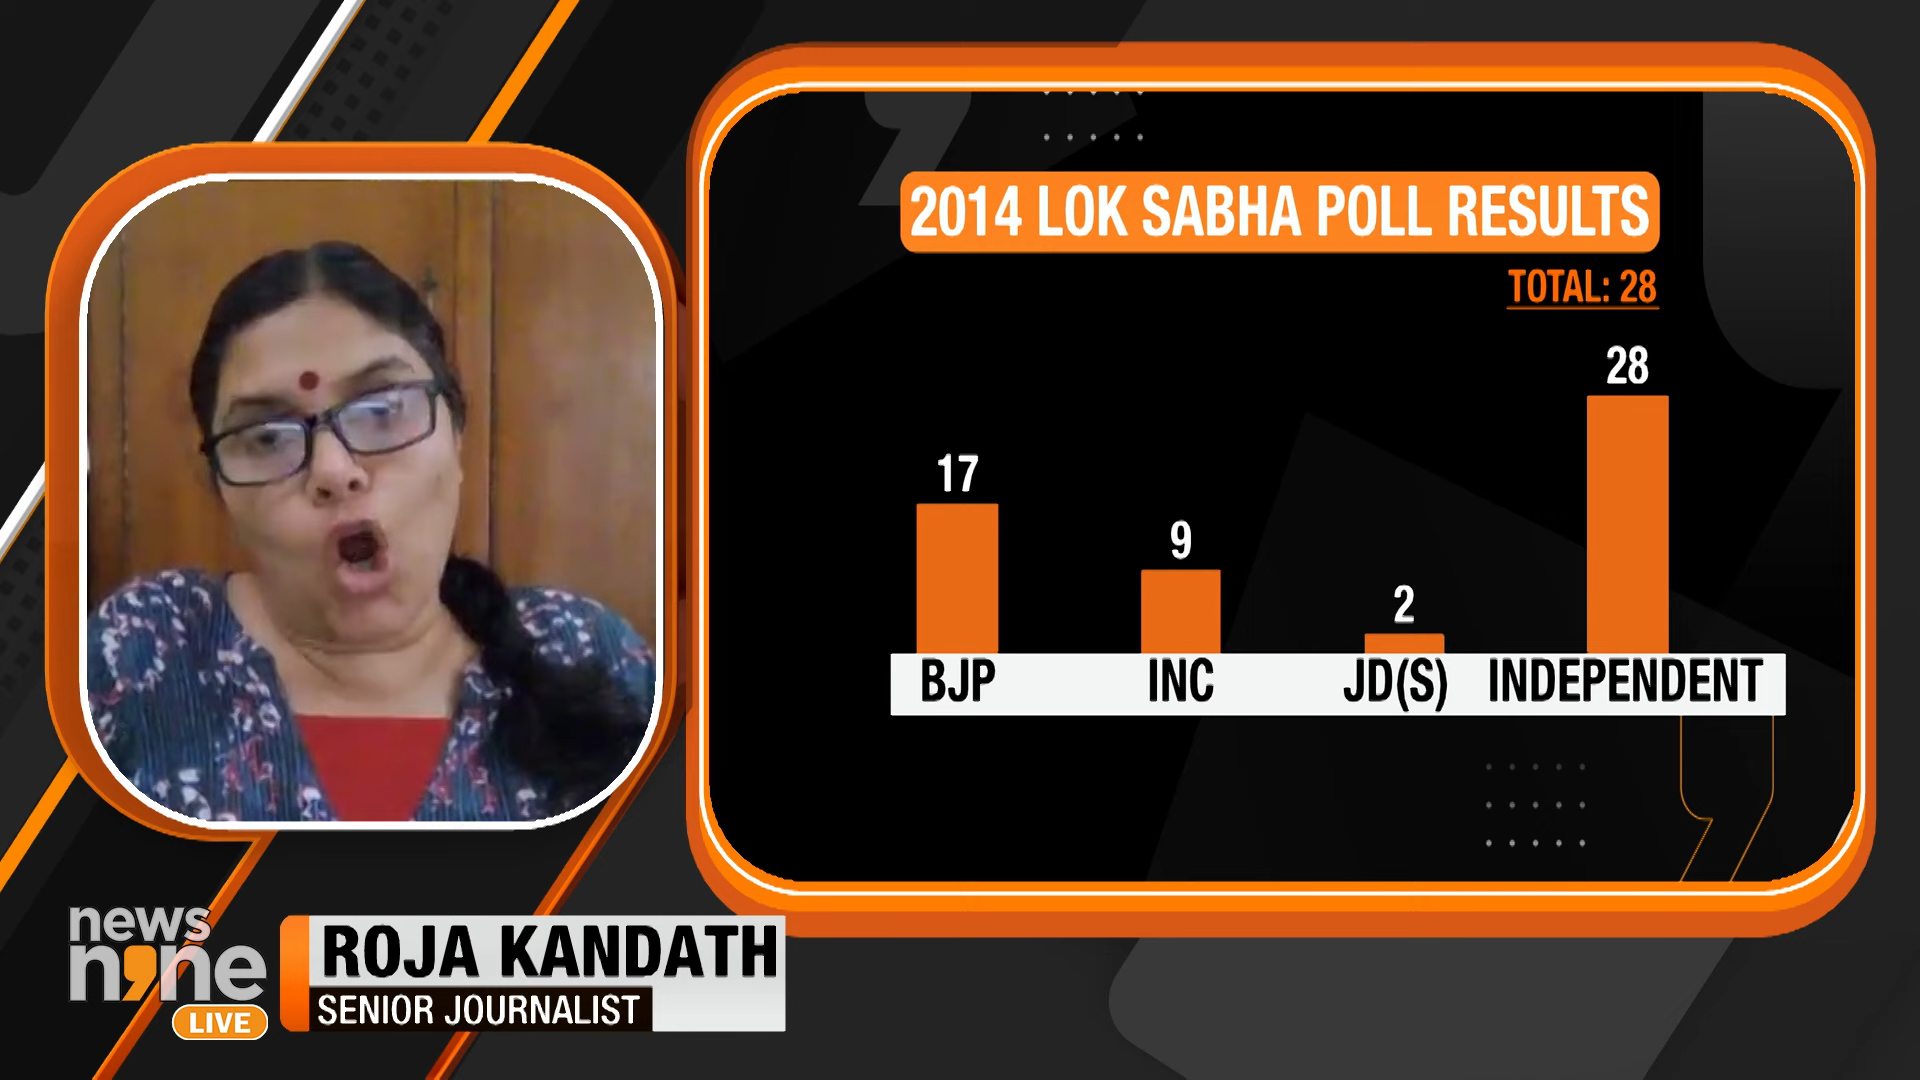 2014 LOK SABHA POLL RESULTS
TOTAL: 28
17
9
2
28
BJP INC JD(S) INDEPENDENT
news
nine
LIVE
ROJA KANDATH
SENIOR JOURNALIST